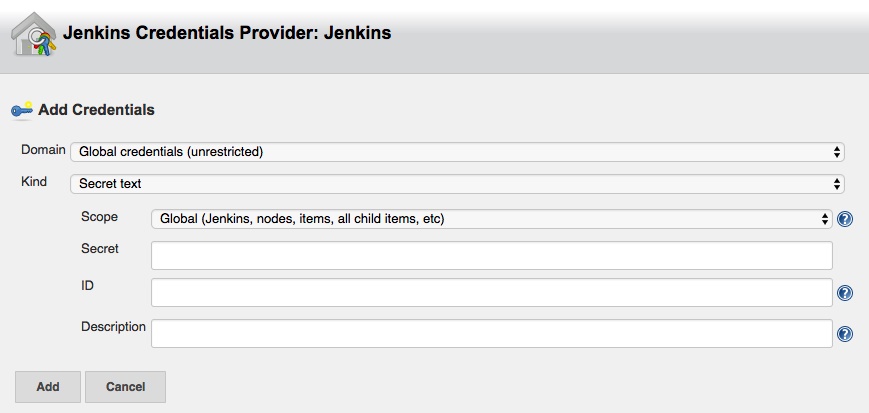 Jenkins Credentials Provider: Jenkins
Add Credentials
Domain Global credentials (unrestricted)
Kind Secret text
Scope Global (Jenkins, nodes, items, all child items, etc)
Secret
ID
Description
Add Cancel